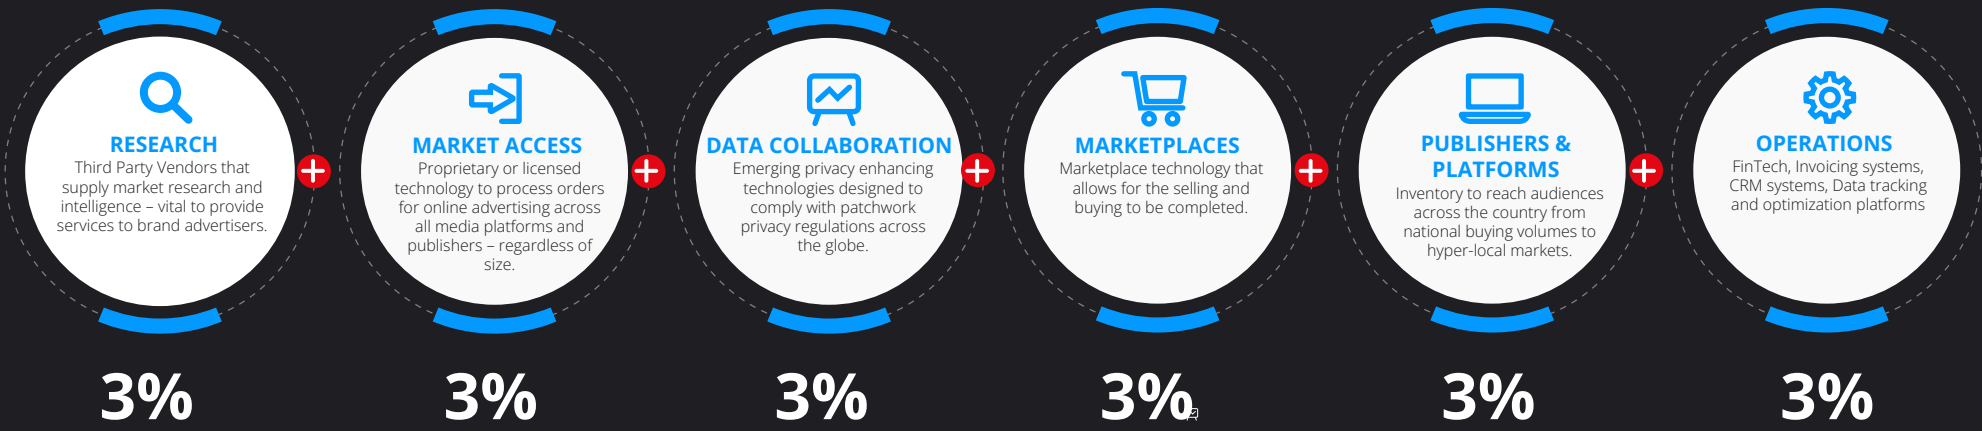 RESEARCH
Third Party Vendors that
supply market research and
intelligence – vital to provide
services to brand advertisers.
MARKET ACCESS
Proprietary or licensed
technology to process orders
for online advertising across
all media platforms and
publishers – regardless of
size.
DATA COLLABORATION
Emerging privacy enhancing
technologies designed to
comply with patchwork
privacy regulations across
the globe.
MARKETPLACES
Marketplace technology that
allows for the selling and
buying to be completed.
PUBLISHERS &
PLATFORMS
Inventory to reach audiences
across the country from
national buying volumes to
hyper-local markets.
OPERATIONS
FinTech, Invoicing systems,
CRM systems, Data tracking
and optimization platforms
3%
3%
3%
3%
3%
3%